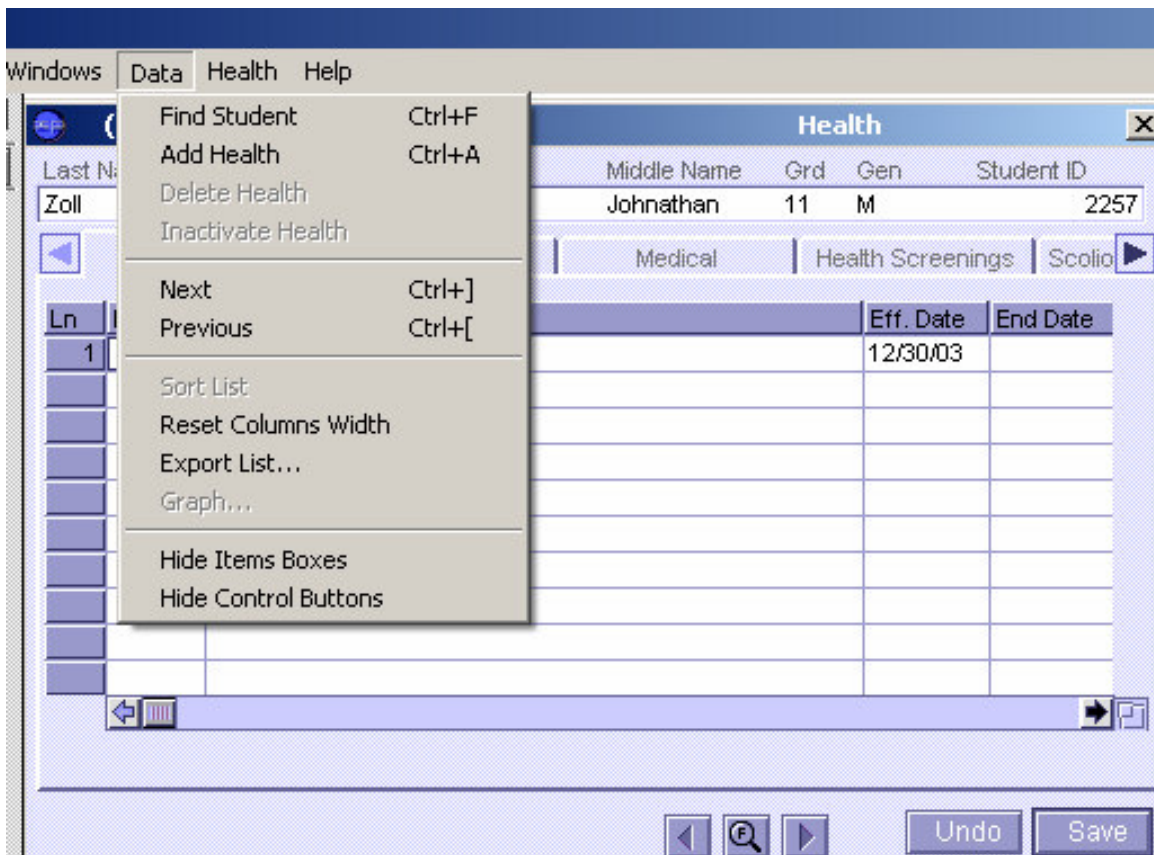 Windows Data Health Help
Find Student Ctrl+F
Add Health Ctrl+A
Delete Health
Inactivate Health
Next Ctrl+]
Previous Ctrl+[
Sort List
Reset Columns Width
Export List...
Graph...
Hide Items Boxes
Hide Control Buttons
( Health
Last Middle Name Grd Gen Student ID
Zoll Johnathan 11 M 2257
Medical Health Screenings Scolio
Ln Eff. Date End Date
1 12/30/03
Undo Save